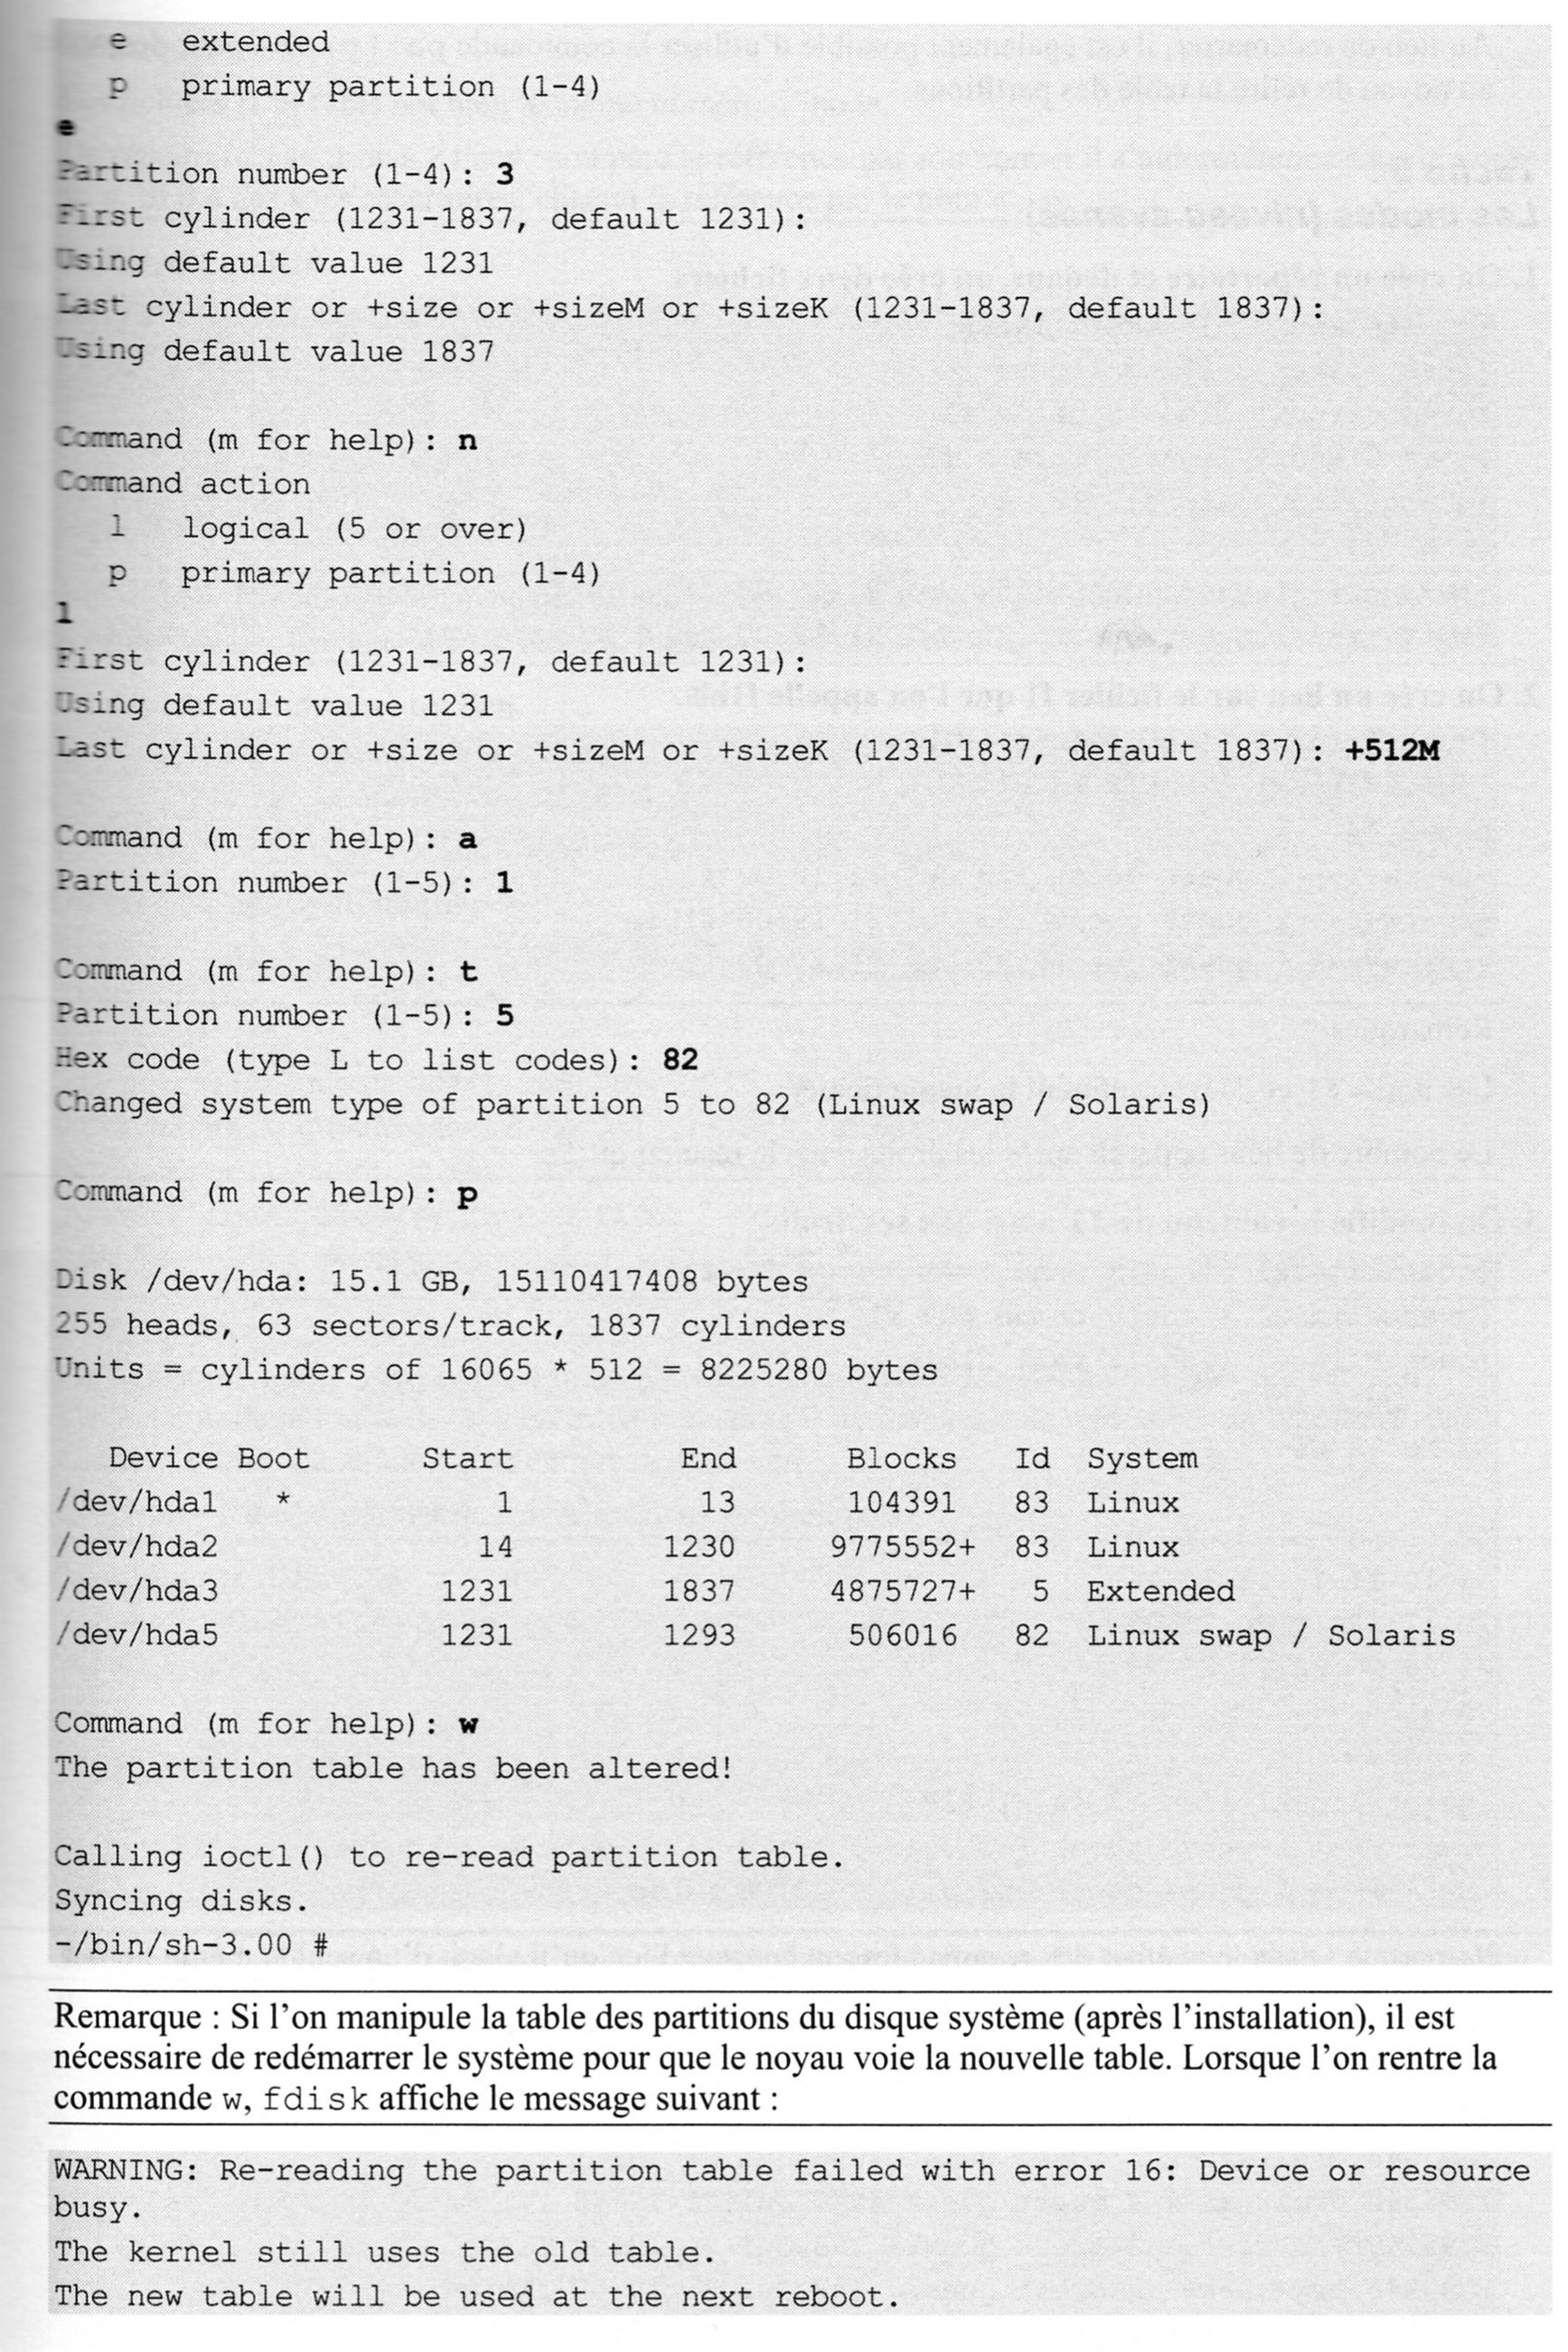 e   extended
p   primary partition (1-4)
e
Partition number (1-4): 3
First cylinder (1231-1837, default 1231):
Using default value 1231
Last cylinder or +size or +sizeM or +sizeK (1231-1837, default 1837):
Using default value 1837
Command (m for help): n
Command action
l   logical (5 or over)
p   primary partition (1-4)
l
First cylinder (1231-1837, default 1231):
Using default value 1231
Last cylinder or +size or +sizeM or +sizeK (1231-1837, default 1837): +512M
Command (m for help): a
Partition number (1-5): 1
Command (m for help): t
Partition number (1-5): 5
Hex code (type L to list codes): 82
Changed system type of partition 5 to 82 (Linux swap / Solaris)
Command (m for help): p
Disk /dev/hda: 15.1 GB, 15110417408 bytes
255 heads, 63 sectors/track, 1837 cylinders
Units = cylinders of 16065 * 512 = 8225280 bytes
Device Boot Start End Blocks Id System
/dev/hda1 * 1 13 104391 83 Linux
/dev/hda2 14 1230 9775552+ 83 Linux
/dev/hda3 1231 1837 4875727+ 5 Extended
/dev/hda5 1231 1293 506016 82 Linux swap / Solaris
Command (m for help): w
The partition table has been altered!
Calling ioctl() to re-read partition table.
Syncing disks.
-/bin/sh-3.00 #
Remarque : Si l'on manipule la table des partitions du disque système (après l'installation), il est
nécessaire de redémarrer le système pour que le noyau voie la nouvelle table. Lorsque l'on rentre la
commande w, fdisk affiche le message suivant :
WARNING: Re-reading the partition table failed with error 16: Device or resource
busy.
The kernel still uses the old table.
The new table will be used at the next reboot.